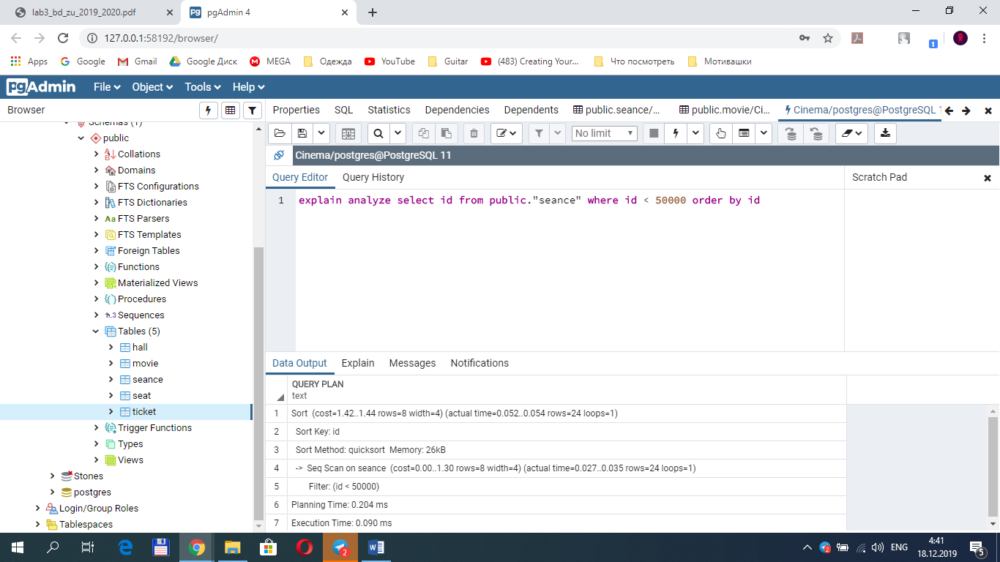 lab3_bd_zu_2019_2020.pdf
pgAdmin 4
127.0.0.1:58192/browser/
Apps Google Gmail Google Диск MEGA Одежда YouTube Guitar (483) Creating Your... Что посмотреть Мотивашки
1
pgAdmin File Object Tools Help
Browser
Properties SQL Statistics Dependencies Dependents public.seance/... public.movie/Ci... Cinema/postgres@PostgreSQL 1
No limit
Cinema/postgres@PostgreSQL 11
Query Editor Query History
Scratch Pad
1 explain analyze select id from public."seance" where id < 50000 order by id
Schemas (1)
public
Collations
Domains
FTS Configurations
FTS Dictionaries
FTS Parsers
FTS Templates
Foreign Tables
Functions
Materialized Views
Procedures
Sequences
Tables (5)
hall
movie
seance
seat
ticket
Trigger Functions
Types
Views
Stones
postgres
Login/Group Roles
Tablespaces
Data Output Explain Messages Notifications
QUERY PLAN
text
1 Sort (cost=1.42..1.44 rows=8 width=4) (actual time=0.052..0.054 rows=24 loops=1)
2 Sort Key: id
3 Sort Method: quicksort Memory: 26kB
4 -> Seq Scan on seance (cost=0.00..1.30 rows=8 width=4) (actual time=0.027..0.035 rows=24 loops=1)
5 Filter: (id < 50000)
6 Planning Time: 0.204 ms
7 Execution Time: 0.090 ms
2
2
ENG
4:41
18.12.2019
5